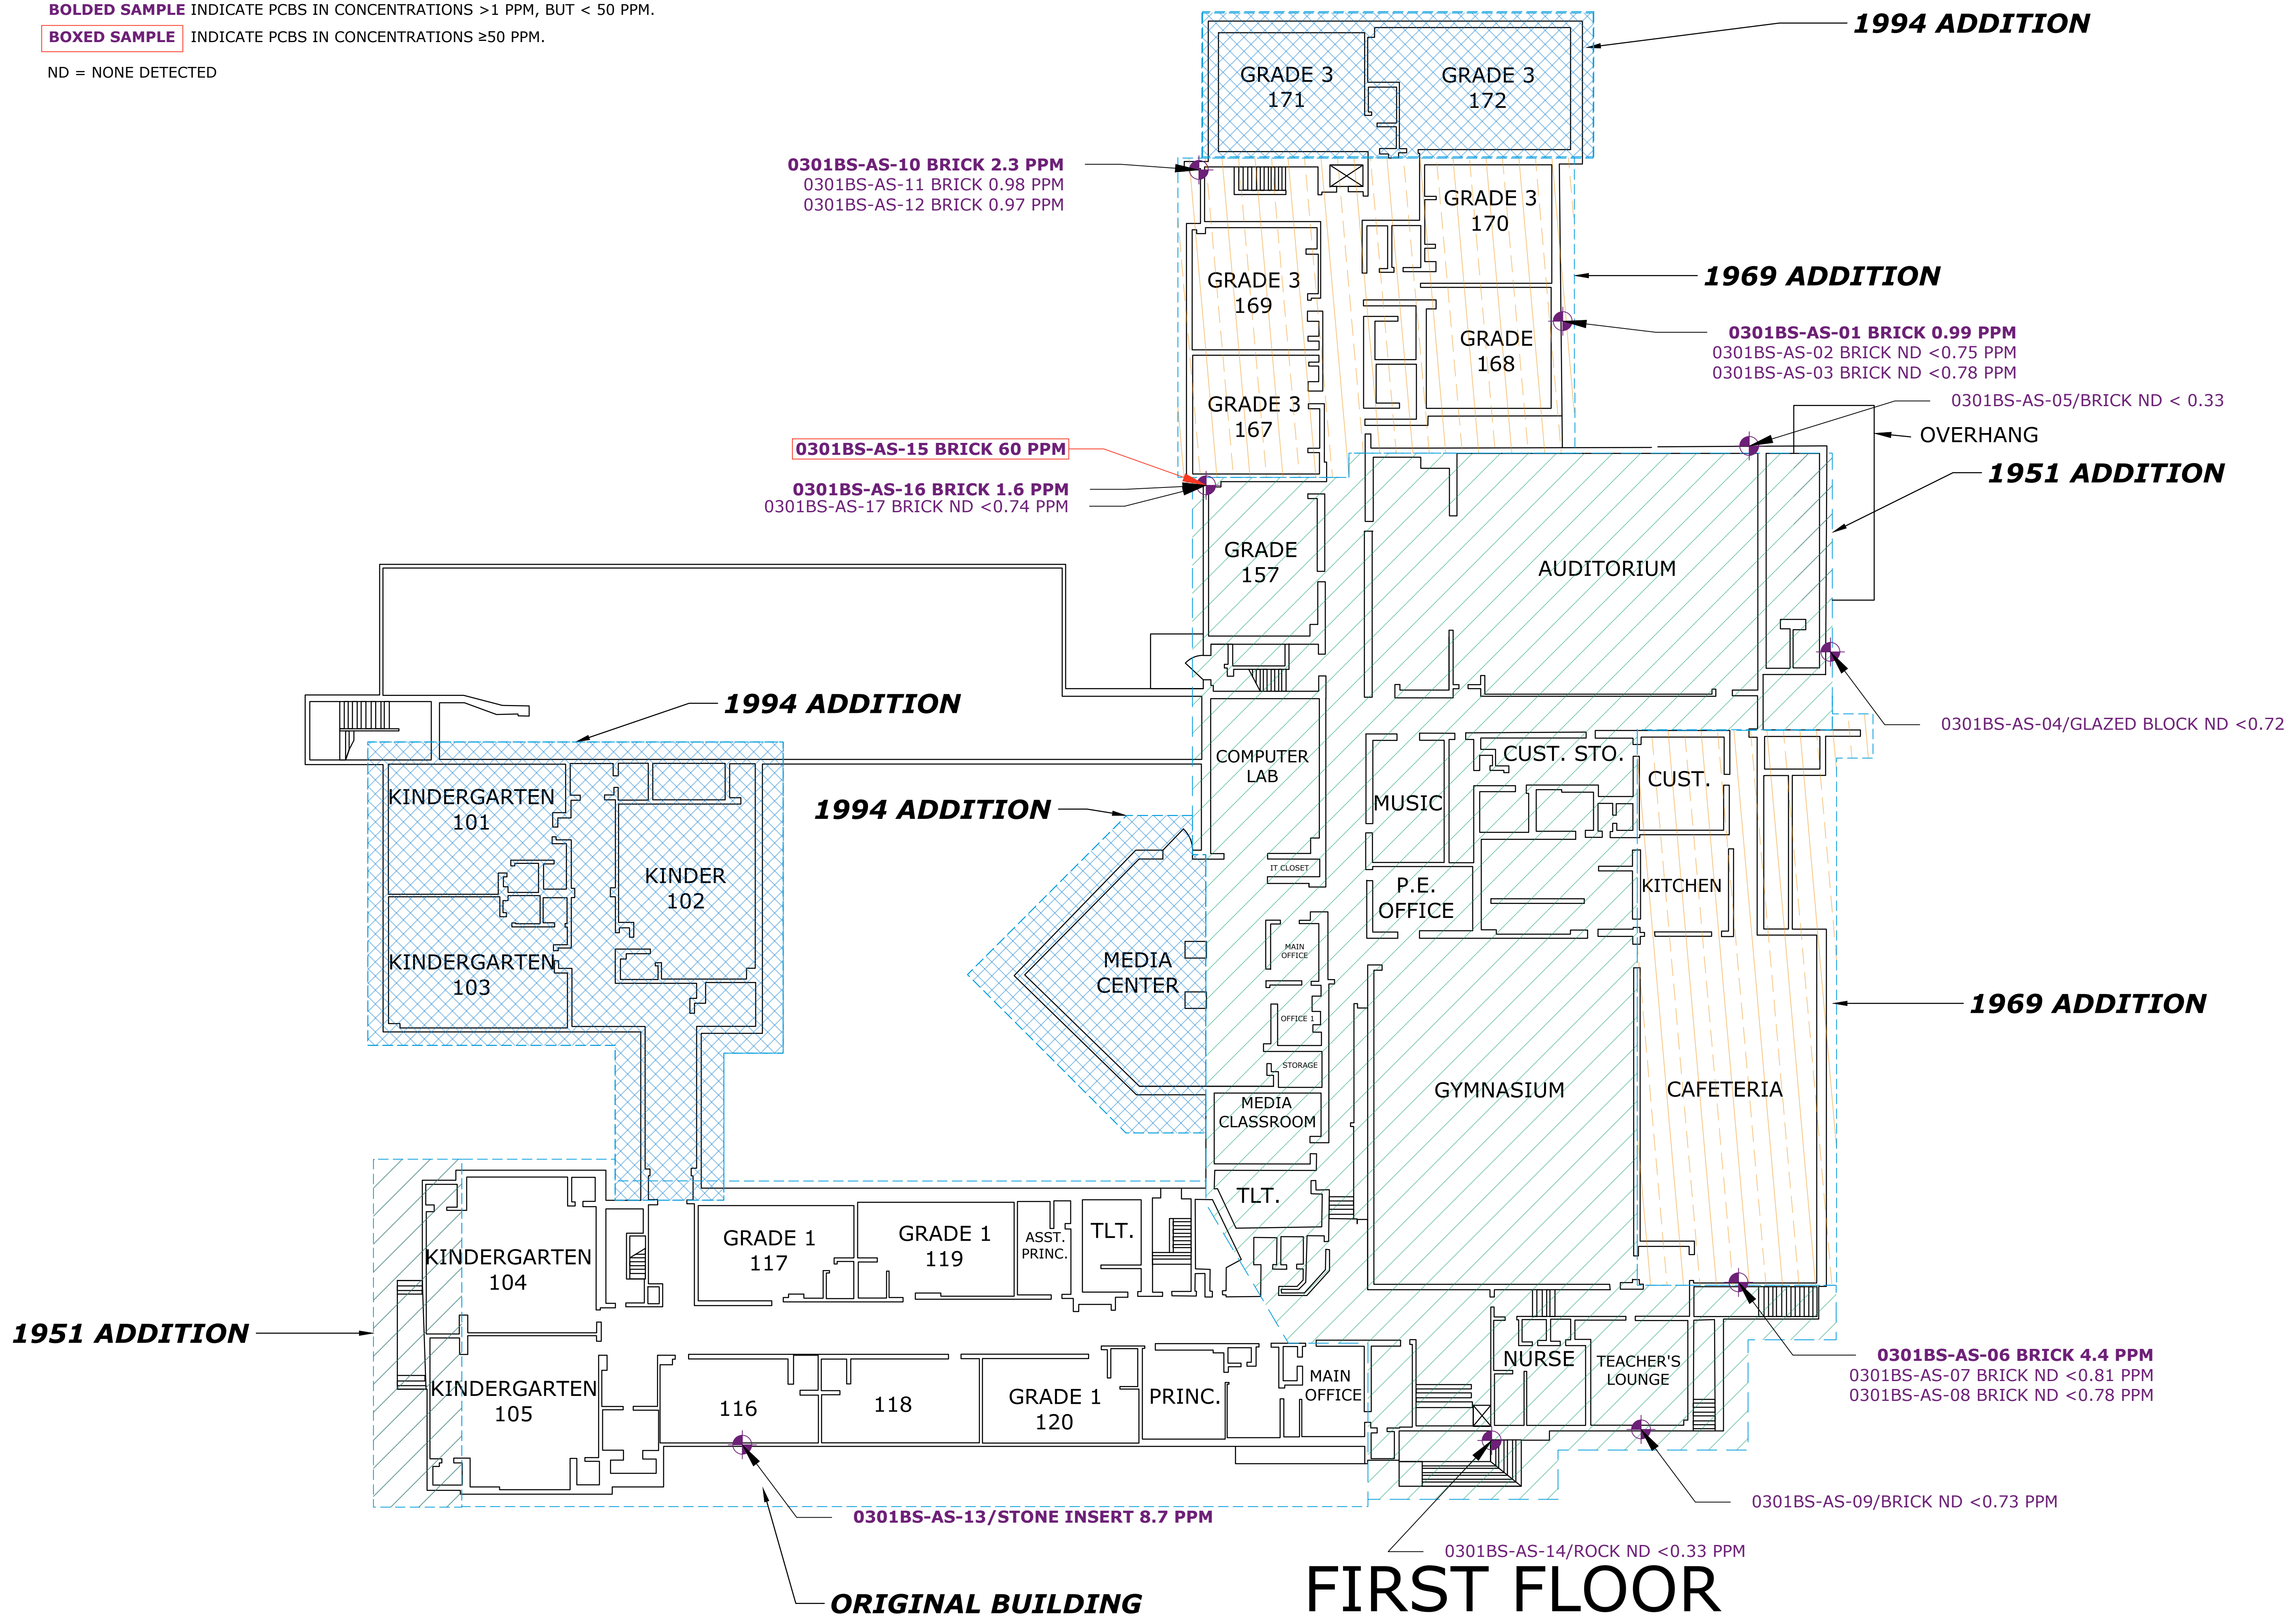 BOLDED SAMPLE INDICATE PCBS IN CONCENTRATIONS >1 PPM, BUT < 50 PPM.
BOXED SAMPLE INDICATE PCBS IN CONCENTRATIONS ≥50 PPM.
ND = NONE DETECTED
1994 ADDITION
GRADE 3
171
GRADE 3
172
0301BS-AS-10 BRICK 2.3 PPM
0301BS-AS-11 BRICK 0.98 PPM
0301BS-AS-12 BRICK 0.97 PPM
GRADE 3
170
GRADE 3
169
1969 ADDITION
GRADE
168
0301BS-AS-01 BRICK 0.99 PPM
0301BS-AS-02 BRICK ND <0.75 PPM
0301BS-AS-03 BRICK ND <0.78 PPM
GRADE 3
167
0301BS-AS-05/BRICK ND < 0.33
OVERHANG
0301BS-AS-15 BRICK 60 PPM
1951 ADDITION
0301BS-AS-16 BRICK 1.6 PPM
0301BS-AS-17 BRICK ND <0.74 PPM
GRADE
157
AUDITORIUM
1994 ADDITION
0301BS-AS-04/GLAZED BLOCK ND <0.72
COMPUTER
LAB
CUST. STO.
CUST.
MUSIC
KINDERGARTEN
101
1994 ADDITION
KINDER
102
IT CLOSET
P.E.
OFFICE
KITCHEN
KINDERGARTEN
103
MEDIA
CENTER
MAIN
OFFICE
OFFICE 1
1969 ADDITION
STORAGE
GYMNASIUM
CAFETERIA
MEDIA
CLASSROOM
TLT.
KINDERGARTEN
104
GRADE 1
117
GRADE 1
119
ASST.
PRINC.
TLT.
1951 ADDITION
KINDERGARTEN
105
116
118
GRADE 1
120
PRINC.
MAIN
OFFICE
NURSE
TEACHER'S
LOUNGE
0301BS-AS-06 BRICK 4.4 PPM
0301BS-AS-07 BRICK ND <0.81 PPM
0301BS-AS-08 BRICK ND <0.78 PPM
0301BS-AS-09/BRICK ND <0.73 PPM
0301BS-AS-13/STONE INSERT 8.7 PPM
0301BS-AS-14/ROCK ND <0.33 PPM
ORIGINAL BUILDING
FIRST FLOOR